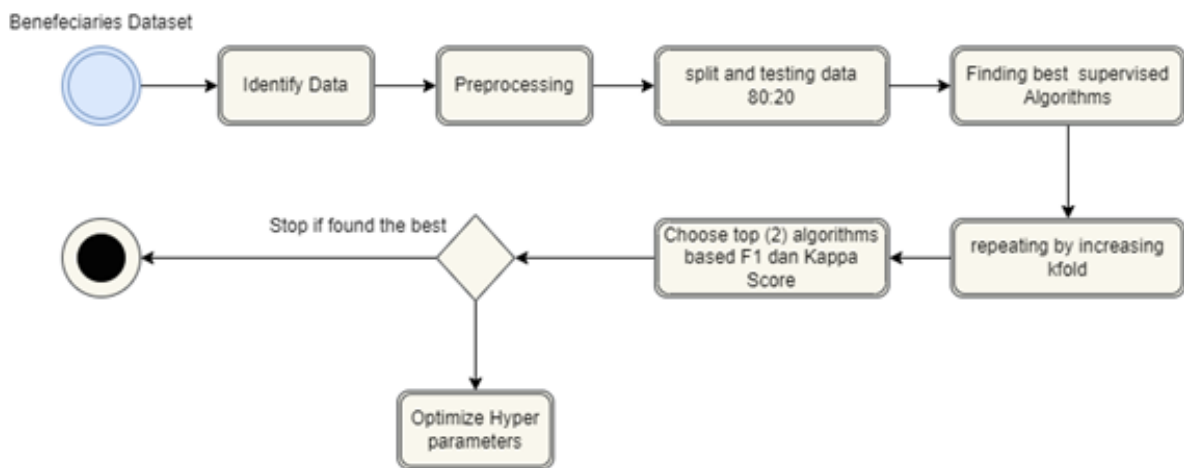 Benefeciaries Dataset
Identify Data
Preprocessing
split and testing data
80:20
Finding best supervised
Algorithms
repeating by increasing
kfold
Choose top (2) algorithms
based F1 dan Kappa
Score
Stop if found the best
Optimize Hyper
parameters